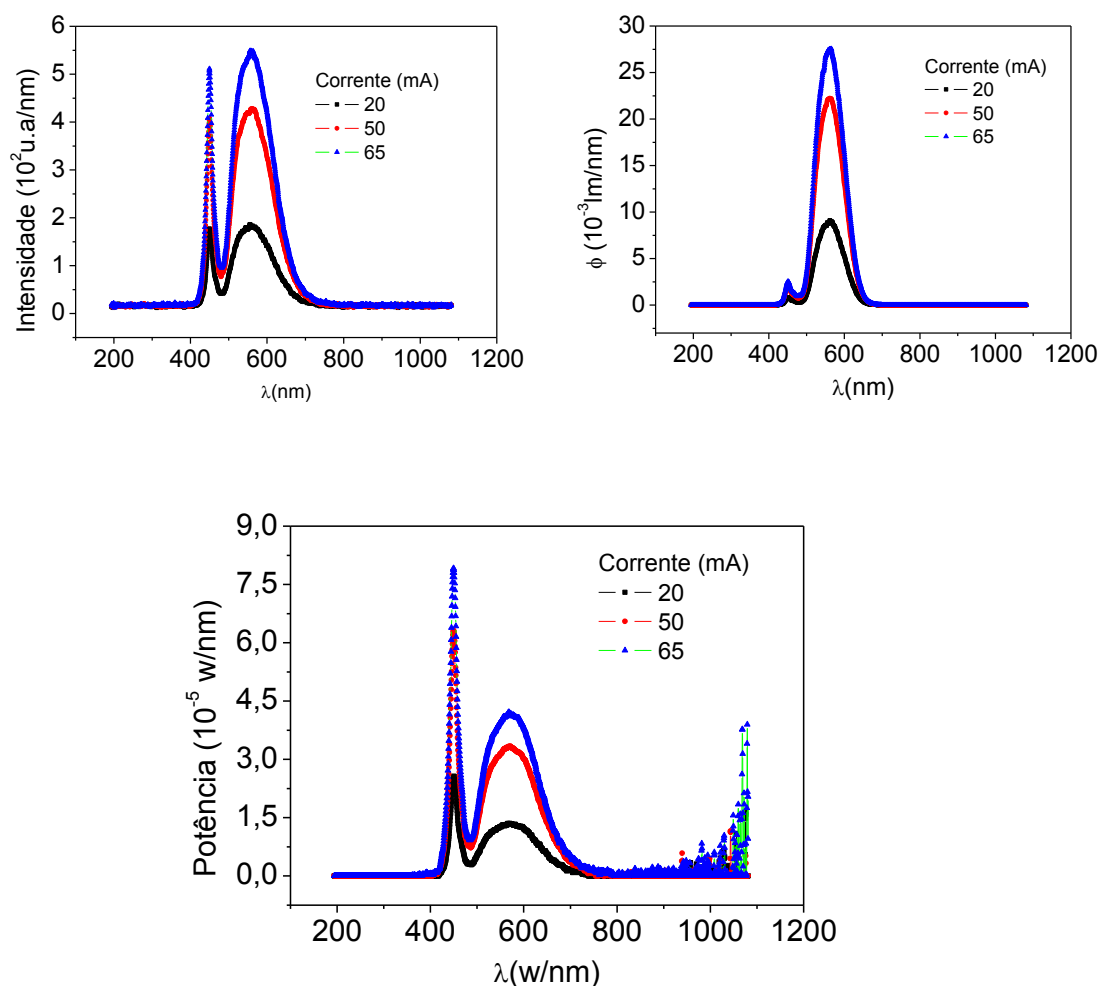 Intensidade (10²u.a/nm)
6
5
4
3
2
1
0
200 400 600 800 1000 1200
λ(nm)
Corrente (mA)
20
50
65
ϕ (10⁻³lm/nm)
30
25
20
15
10
5
0
200 400 600 800 1000 1200
λ(nm)
Corrente (mA)
20
50
65
Potência (10⁻⁵ w/nm)
9,0
7,5
6,0
4,5
3,0
1,5
0,0
200 400 600 800 1000 1200
λ(w/nm)
Corrente (mA)
20
50
65